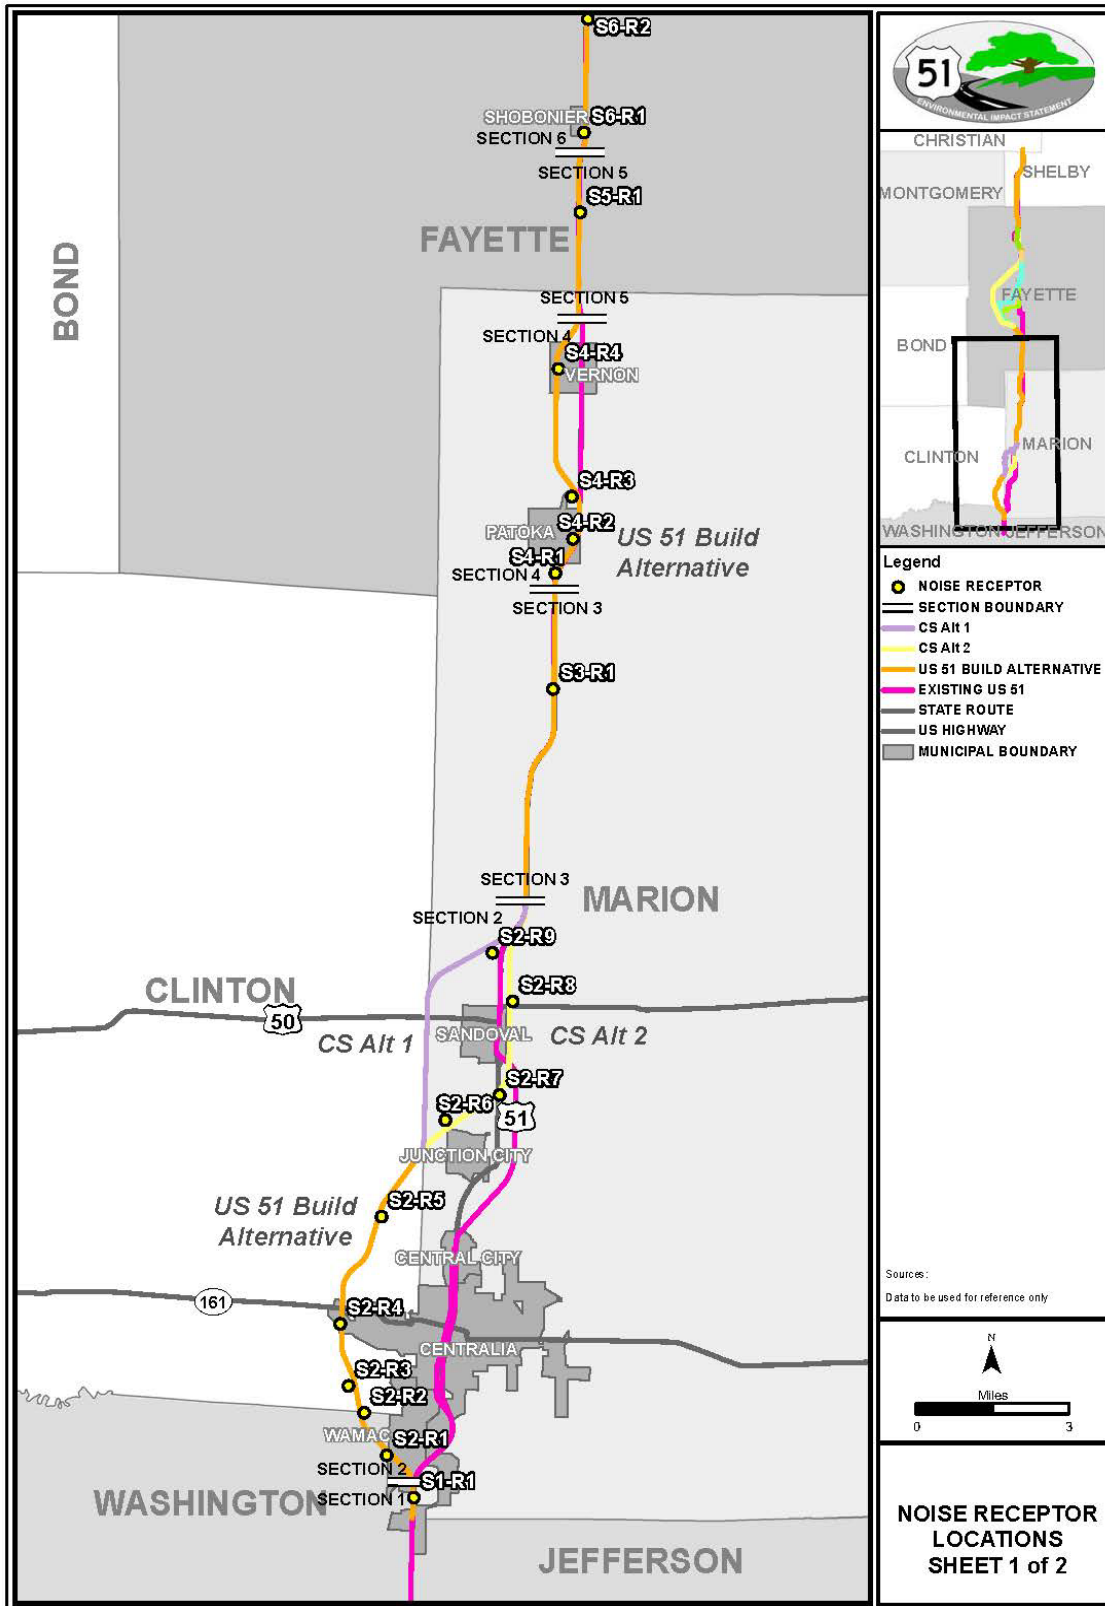 S6-R2
SHOBONIER
S6-R1
SECTION 6
SECTION 5
S5-R1
FAYETTE
BOND
SECTION 5
SECTION 4
S4-R4
VERNON
S4-R3
PATOKA
S4-R2
US 51 Build
Alternative
S4-R1
SECTION 4
SECTION 3
S3-R1
SECTION 3
MARION
SECTION 2
S2-R9
CLINTON
S2-R8
50
SANDOVAL
CS Alt 1
CS Alt 2
S2-R7
S2-R6
51
JUNCTION CITY
S2-R5
US 51 Build
Alternative
CENTRAL CITY
161
S2-R4
CENTRALIA
S2-R3
S2-R2
WAMAC
S2-R1
SECTION 2
S1-R1
SECTION 1
WASHINGTON
JEFFERSON
51
ENVIRONMENTAL IMPACT STATEMENT
CHRISTIAN
SHELBY
MONTGOMERY
FAYETTE
BOND
MARION
CLINTON
WASHINGTON
JEFFERSON
Legend
NOISE RECEPTOR
SECTION BOUNDARY
CS Alt 1
CS Alt 2
US 51 BUILD ALTERNATIVE
EXISTING US 51
STATE ROUTE
US HIGHWAY
MUNICIPAL BOUNDARY
Sources:
Data to be used for reference only
N
Miles
0 3
NOISE RECEPTOR
LOCATIONS
SHEET 1 of 2